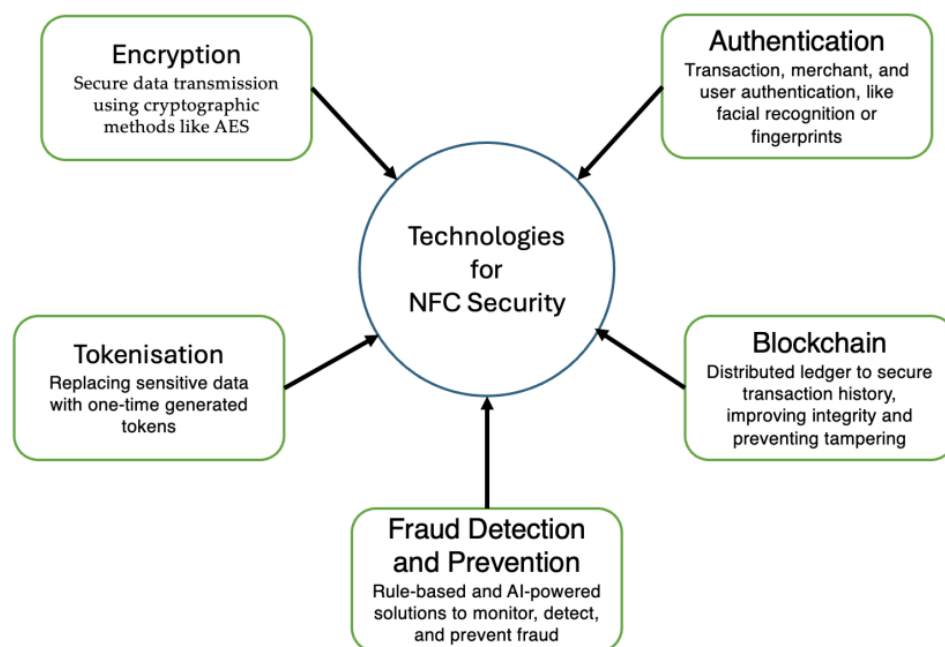 Encryption
Secure data transmission
using cryptographic
methods like AES
Authentication
Transaction, merchant, and
user authentication, like
facial recognition or
fingerprints
Technologies
for
NFC Security
Tokenisation
Replacing sensitive data
with one-time generated
tokens
Blockchain
Distributed ledger to secure
transaction history,
improving integrity and
preventing tampering
Fraud Detection
and Prevention
Rule-based and AI-powered
solutions to monitor, detect,
and prevent fraud